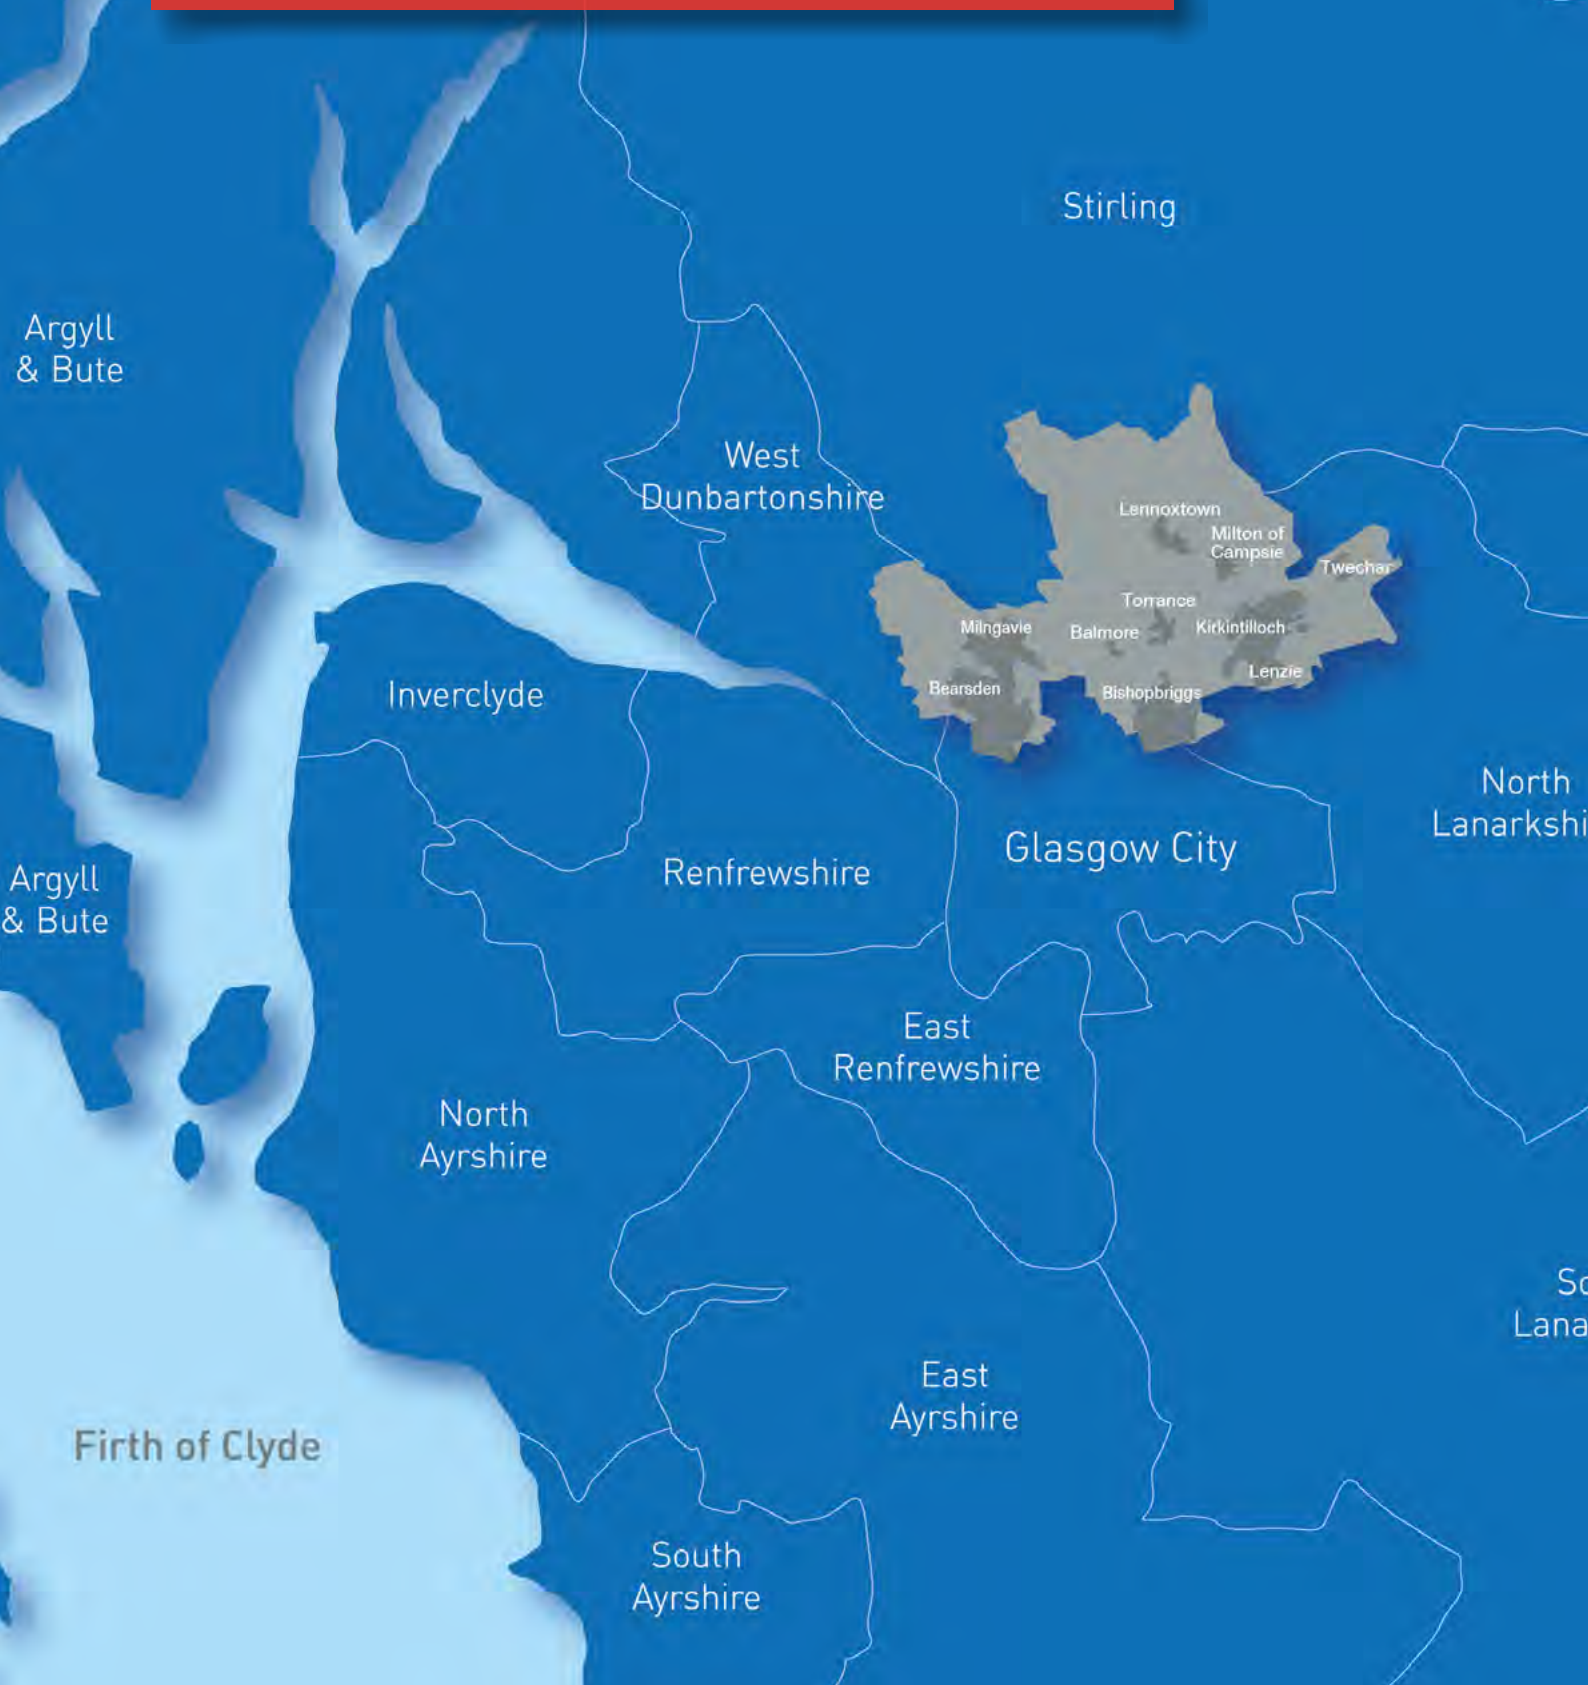 Stirling
Argyll
& Bute
West
Dunbartonshire
Lennoxtown
Milton of
Campsie
Twechar
Torrance
Milngavie
Balmore
Kirkintilloch
Lenzie
Bearsden
Bishopbriggs
Inverclyde
North
Lanarkshi
Glasgow City
Renfrewshire
Argyll
& Bute
East
Renfrewshire
North
Ayrshire
So
Lana
East
Ayrshire
Firth of Clyde
South
Ayrshire